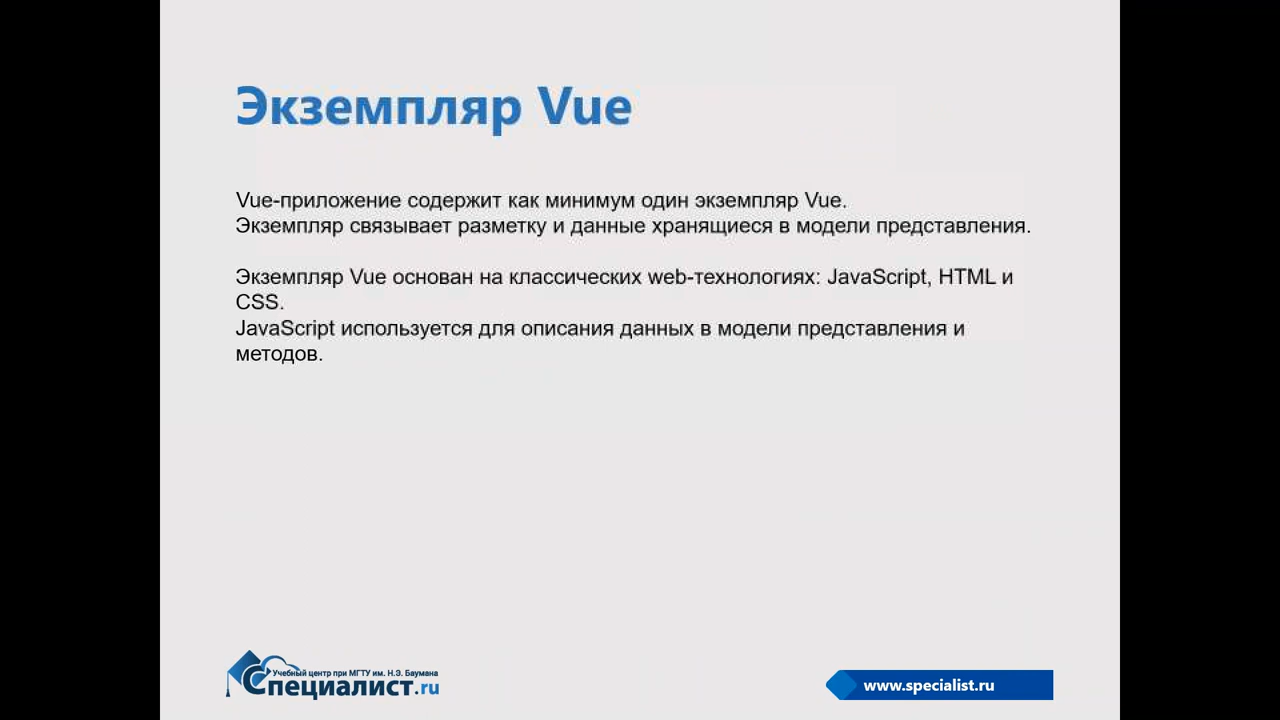 Экземпляр Vue
Vue-приложение содержит как минимум один экземпляр Vue.
Экземпляр связывает разметку и данные хранящиеся в модели представления.
Экземпляр Vue основан на классических web-технологиях: JavaScript, HTML и
CSS.
JavaScript используется для описания данных в модели представления и
методов.
Учебный центр при МГТУ им. Н.Э. Баумана
Специалист.ru
www.specialist.ru